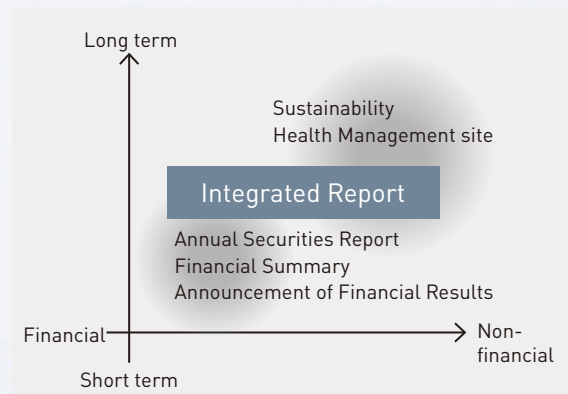 Long term
Sustainability
Health Management site
Integrated Report
Annual Securities Report
Financial Summary
Announcement of Financial Results
Financial
Non-
financial
Short term